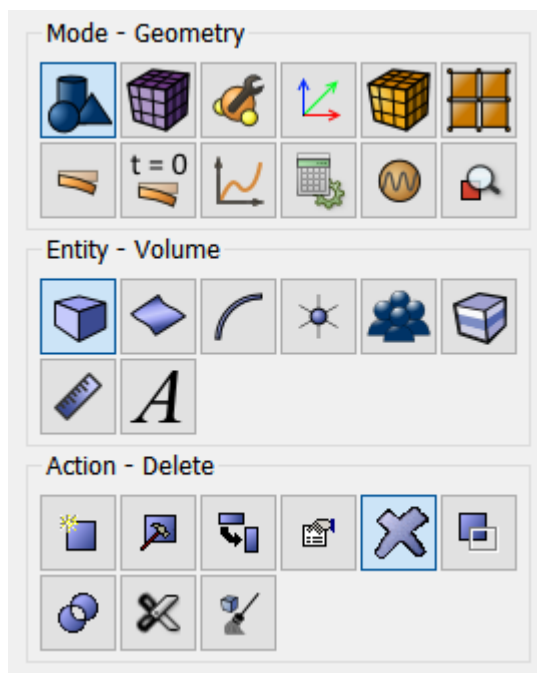 Mode - Geometry
t = 0
Entity - Volume
A
Action - Delete